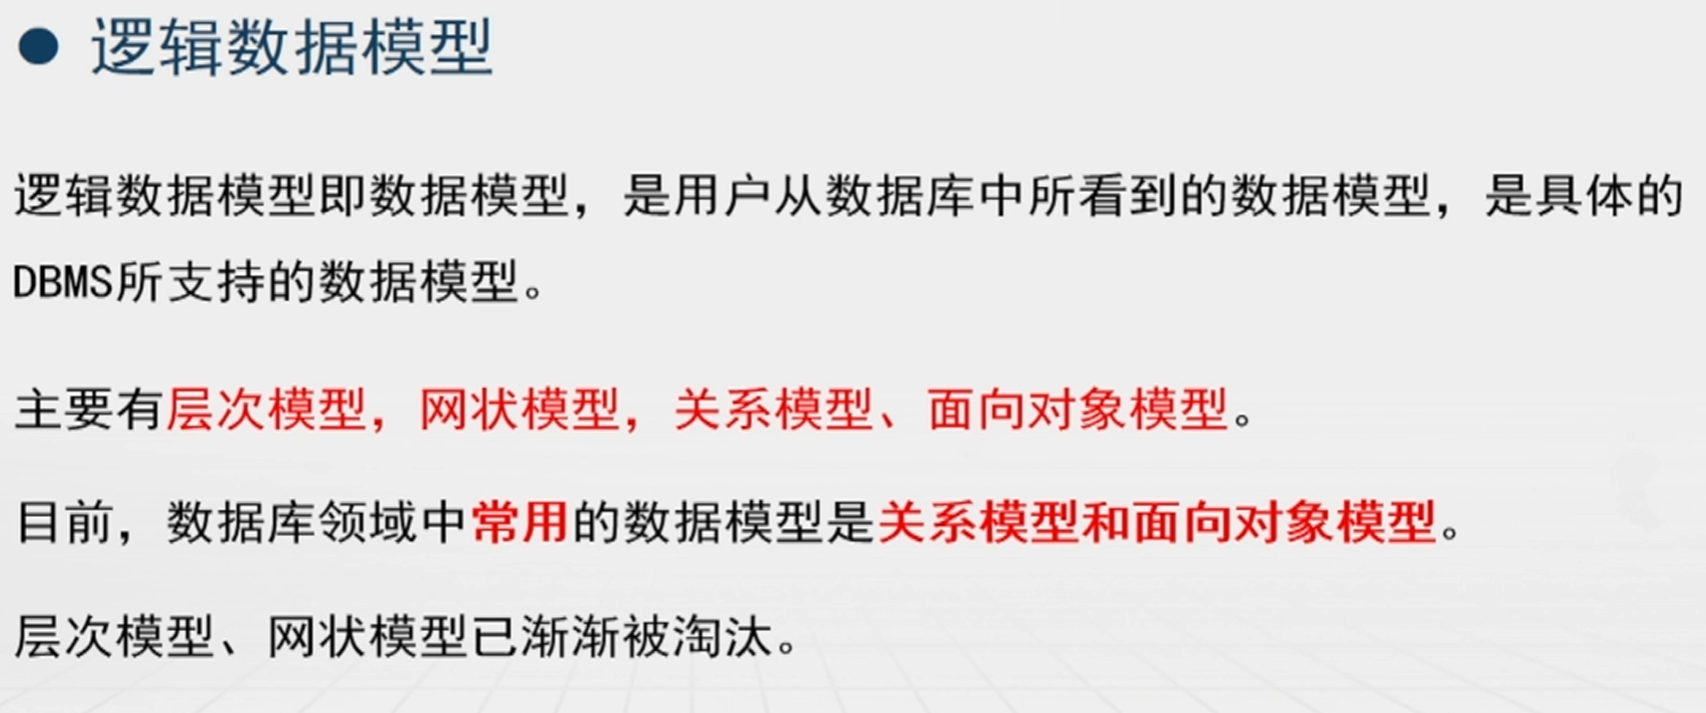 ● 逻辑数据模型
逻辑数据模型即数据模型，是用户从数据库中所看到的数据模型，是具体的
DBMS所支持的数据模型。
主要有层次模型，网状模型，关系模型、面向对象模型。
目前，数据库领域中常用的数据模型是关系模型和面向对象模型。
层次模型、网状模型已渐渐被淘汰。